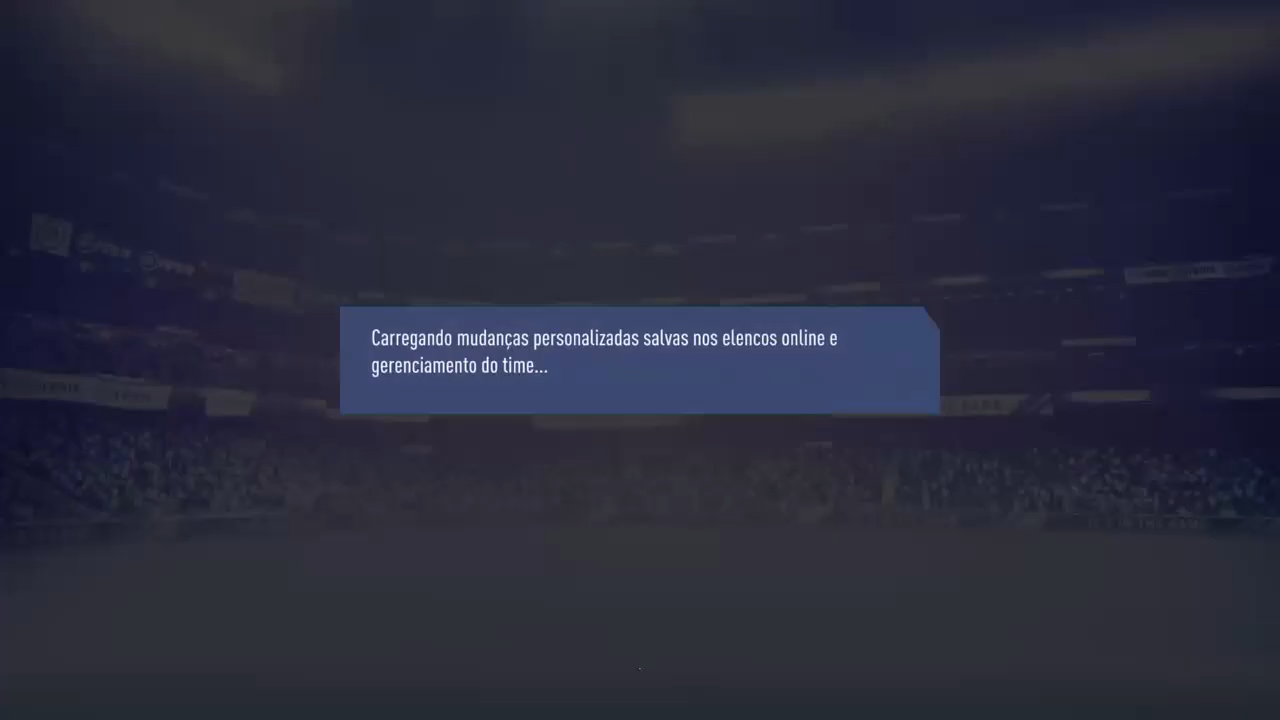 Carregando mudanças personalizadas salvas nos elencos online e
gerenciamento do time...